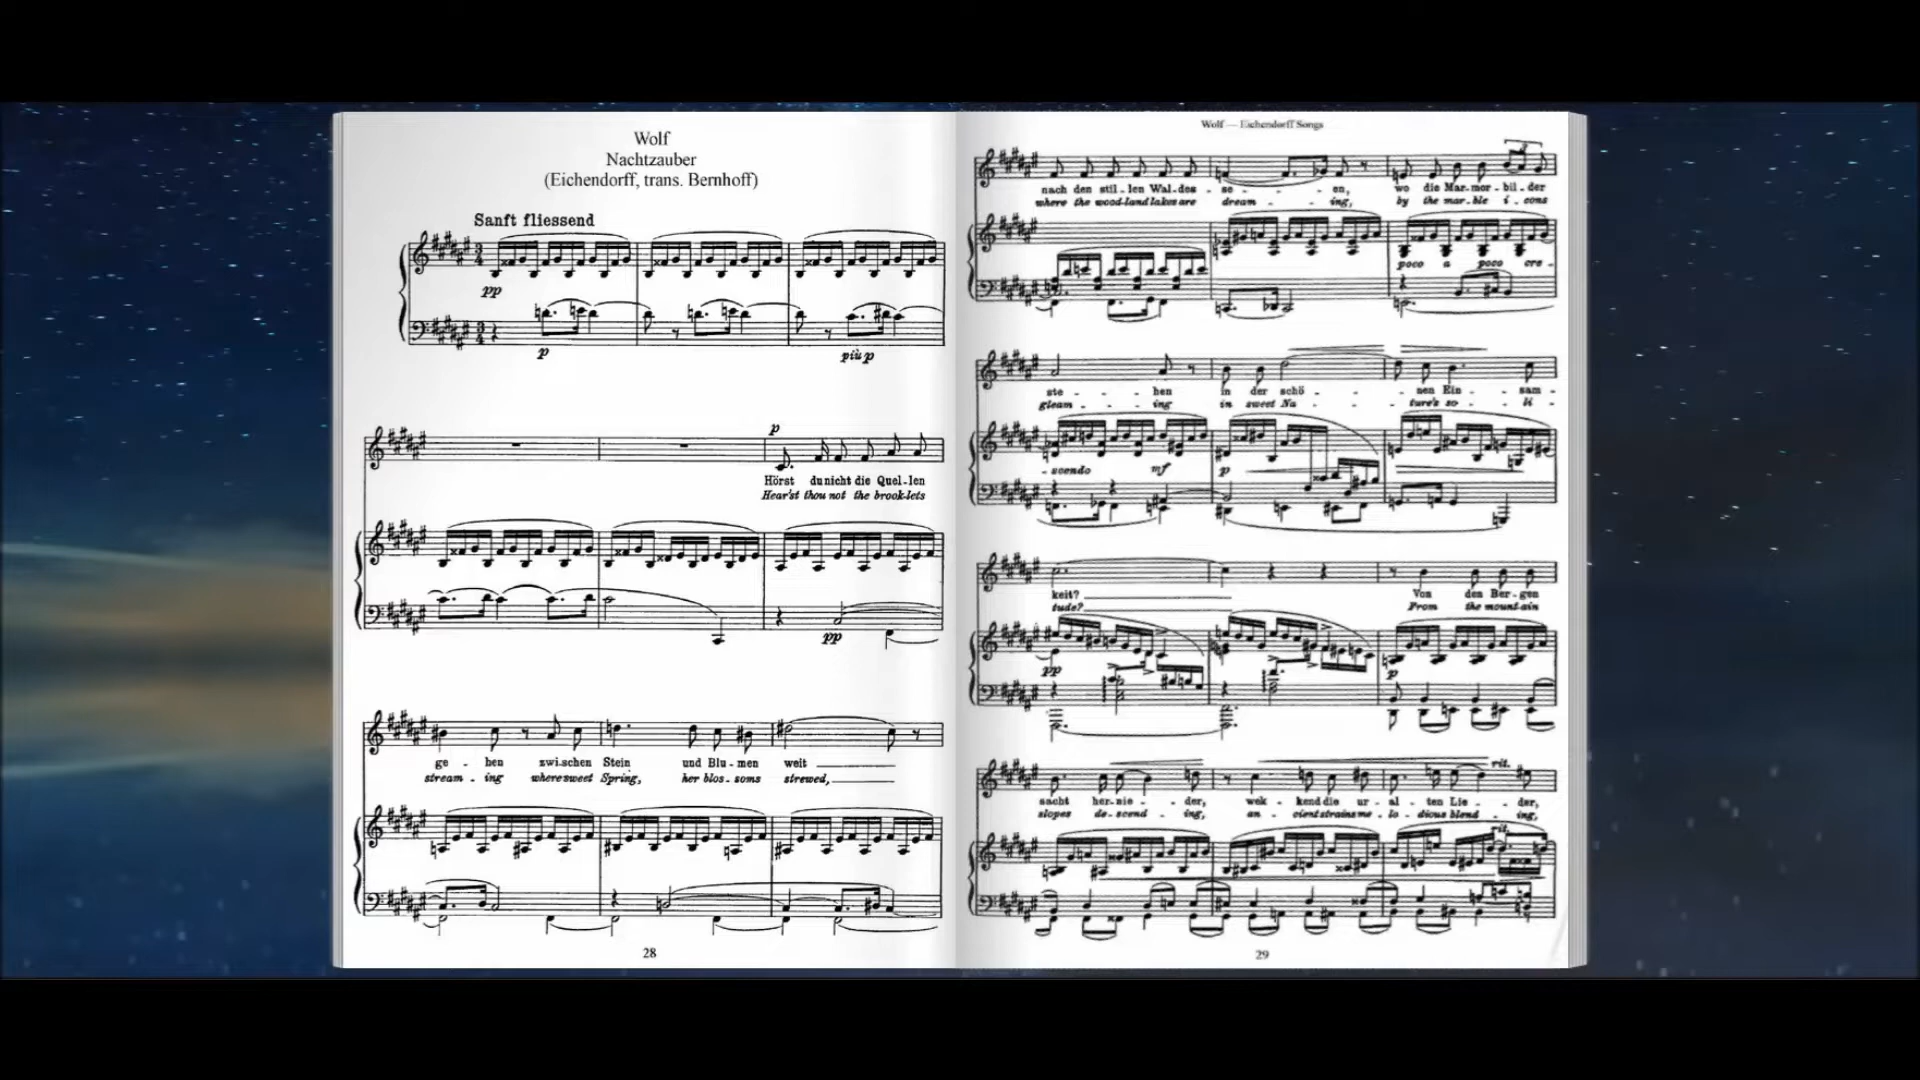 Wolf
Nachtzauber
(Eichendorff, trans. Bernhoff)
Sanft fliessend
pp
p
più p
p
Hörst du nicht die Quel-len
Hear'st thou not the brook-lets
pp
ge - hen zwi-schen Stein und Blu-men weit
stream - ing where sweet Spring, her blos-soms strewed,
28
Wolf — Eichendorff Songs
nach den stil-len Wal-des - se - en, wo die Mar-mor-bil-der
where the wood-land lakes are dream - ing, by the mar-ble i-cons
poco a poco cre-
ste - hen in der schö - nen Ein - sam-
gleam - ing in sweet Na - ture's so - li-
-scendo mf p
keit? Von den Ber-gen
tude? From the moun-tain
pp p
sacht her-nie - der, wek - kend die ur - al - ten Lie - der,
slopes de-scend - ing, an - cient strains me - lo - dious blend - ing,
rit.
rit.
29